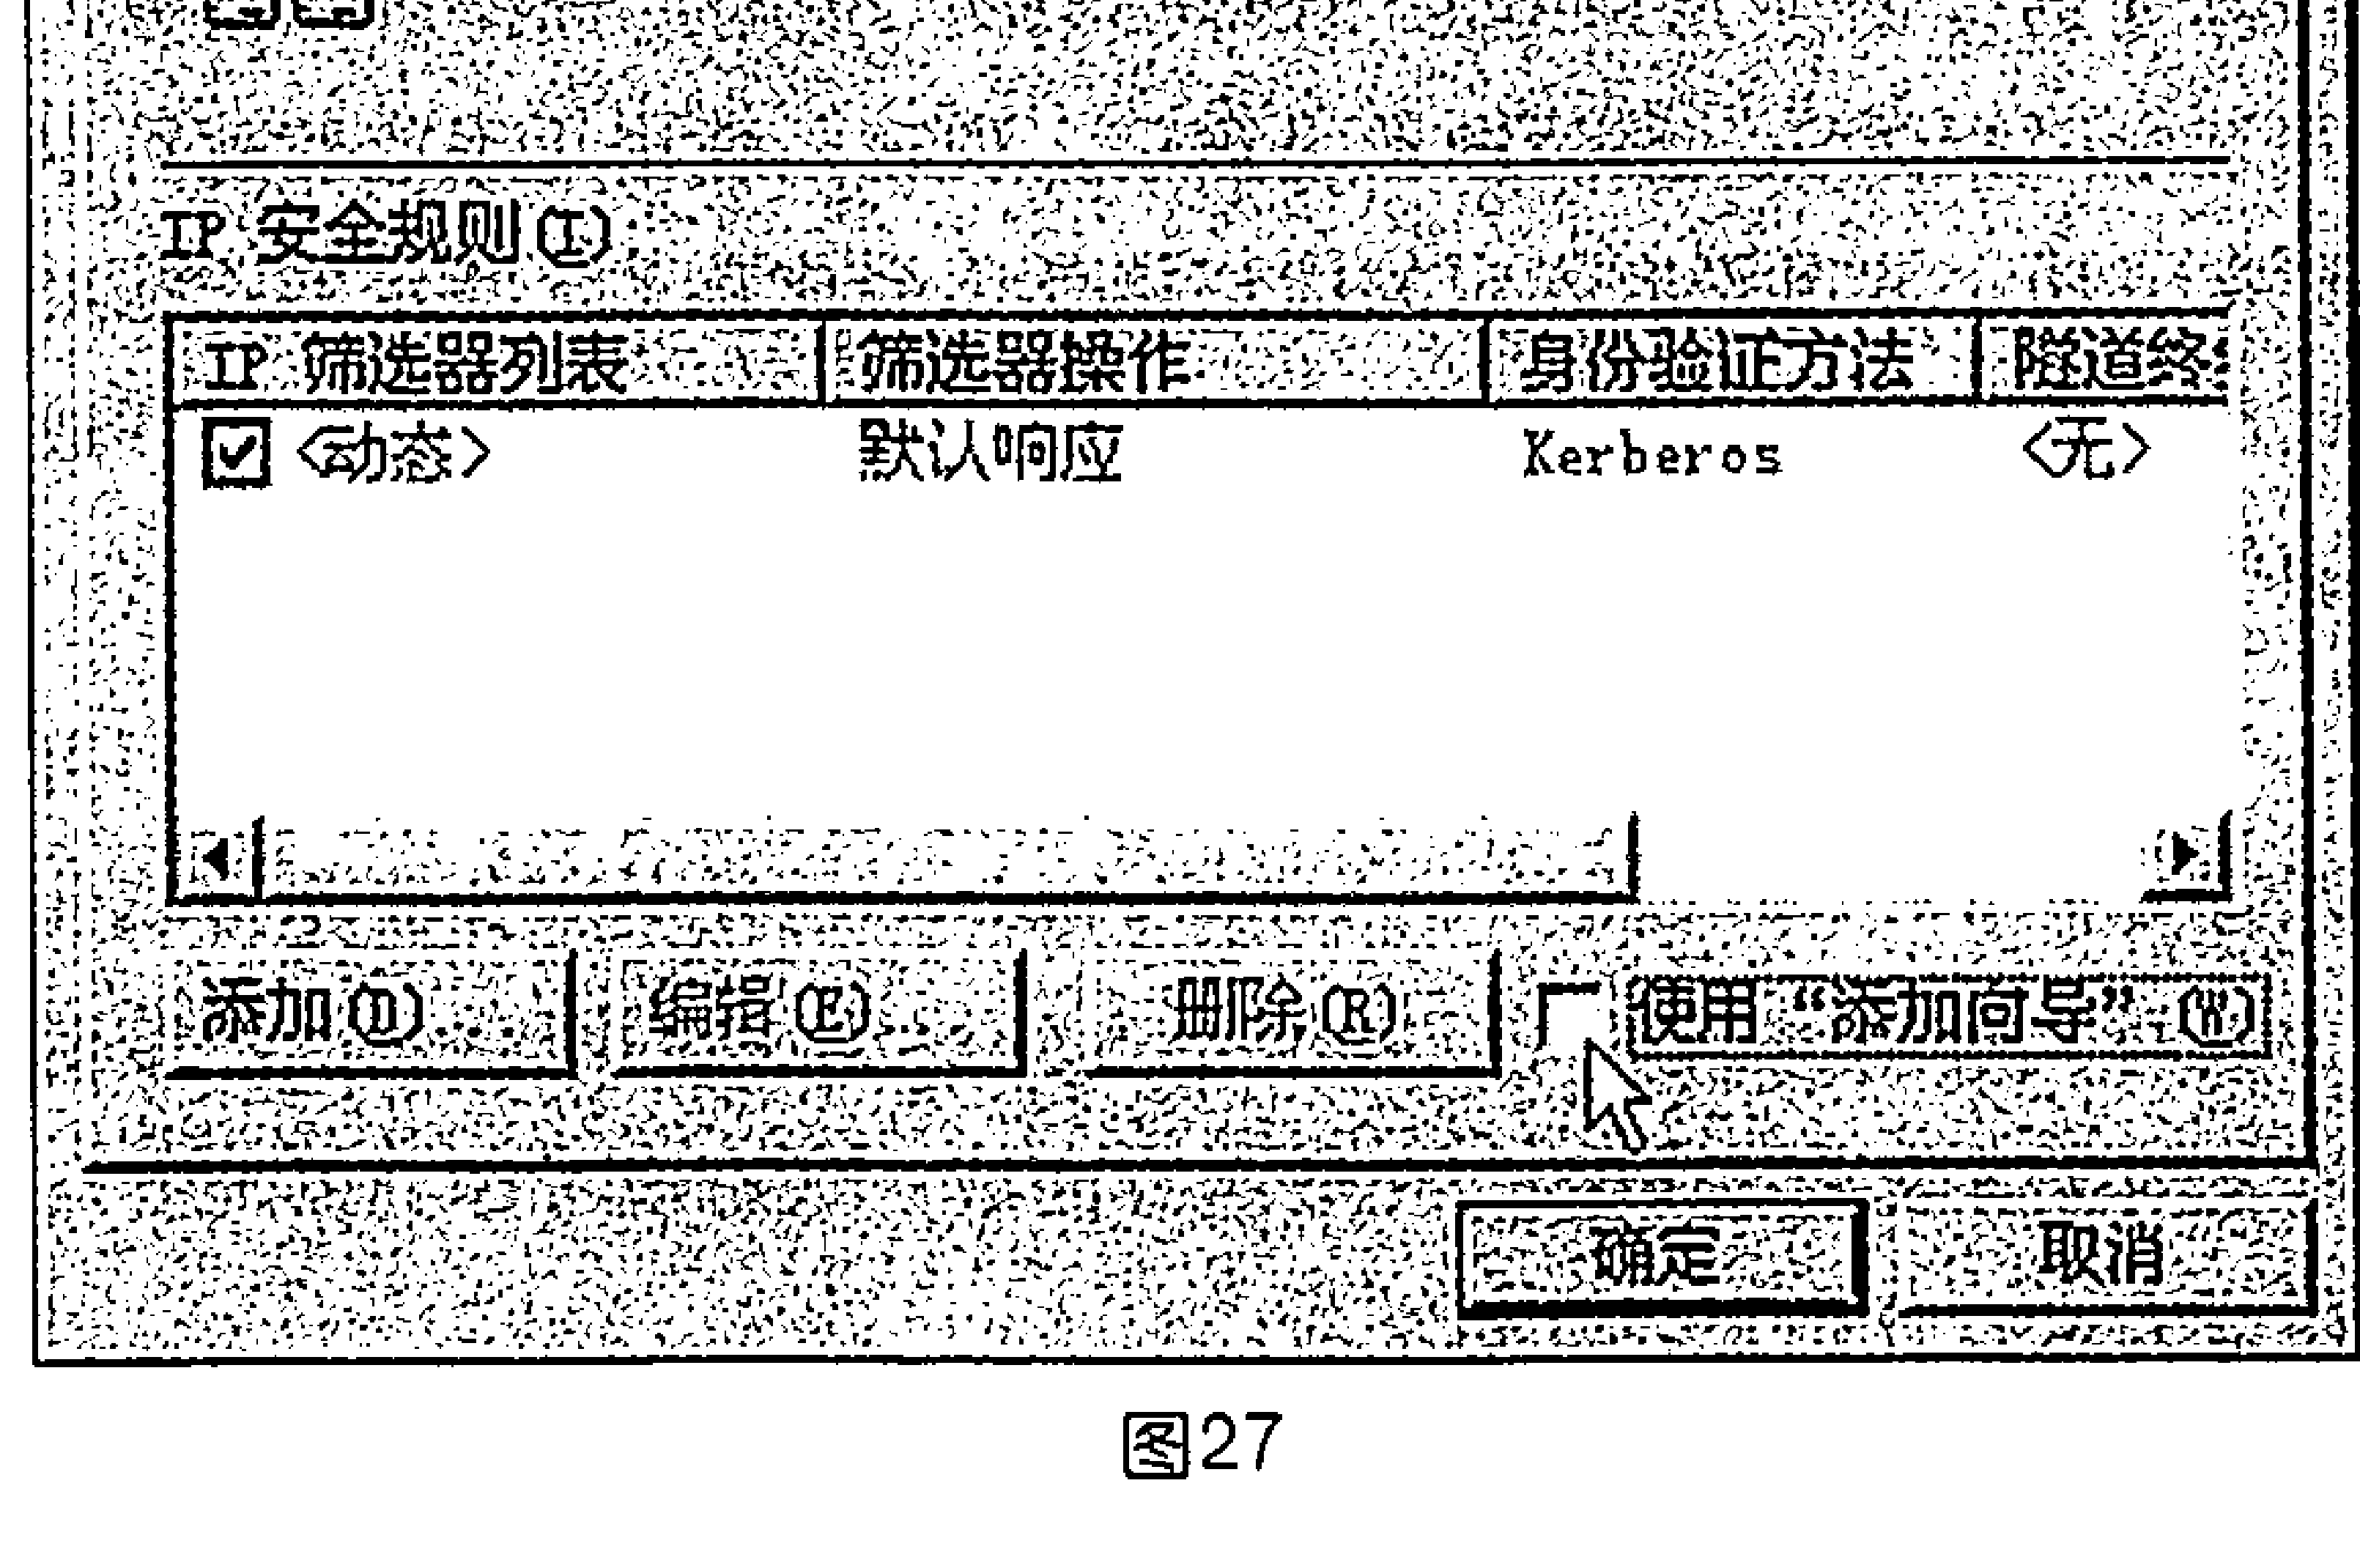 IP 安全规则(I)
IP 筛选器列表 筛选器操作 身份验证方法 隧道终
<动态> 默认响应 Kerberos <无>
添加(D)... 编辑(E)... 删除(R) 使用“添加向导”(W)
确定 取消
图27